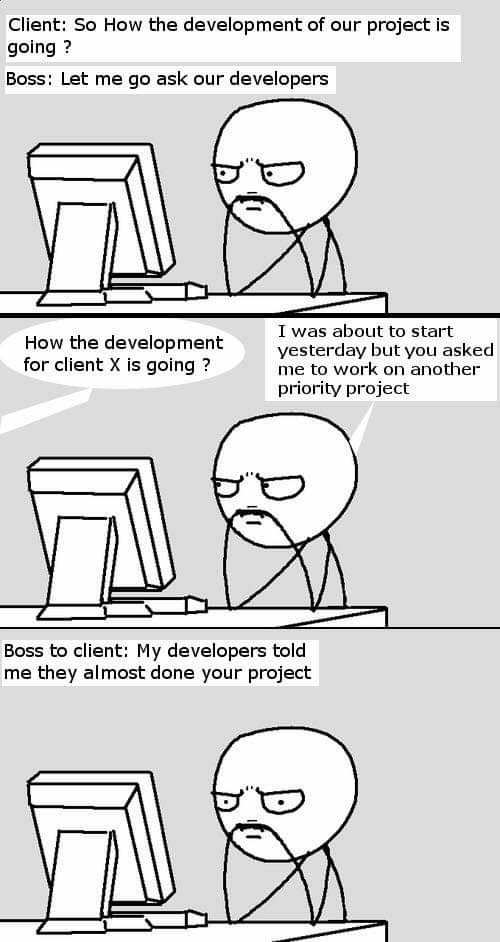 Client: So How the development of our project is
going ?
Boss: Let me go ask our developers
How the development
for client X is going ?
I was about to start
yesterday but you asked
me to work on another
priority project
Boss to client: My developers told
me they almost done your project